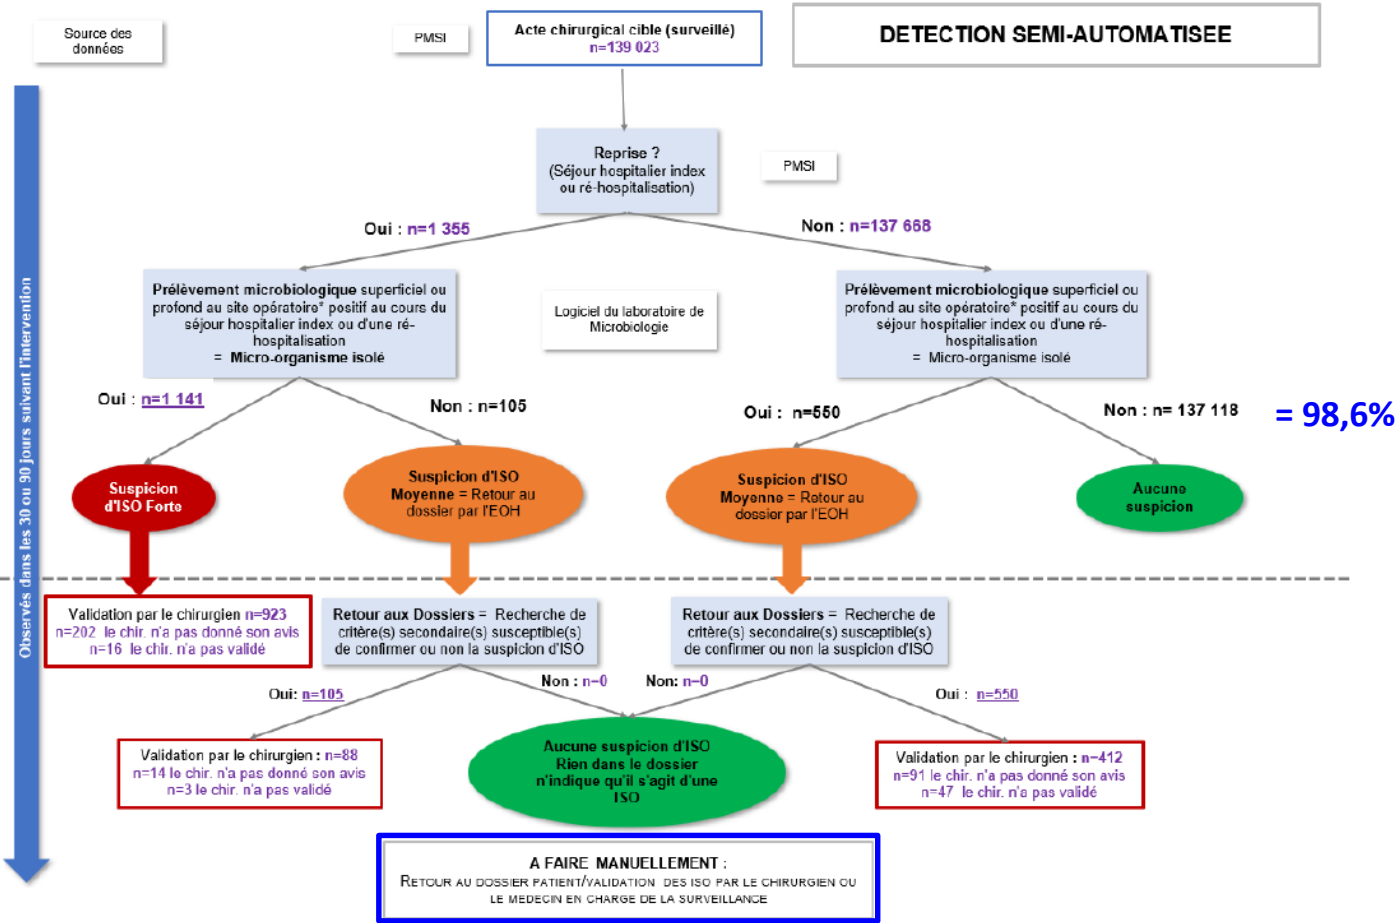 Source des
données
PMSI
Acte chirurgical cible (surveillé)
n=139 023
DETECTION SEMI-AUTOMATISEE
Observés dans les 30 ou 90 jours suivant l'intervention
Reprise ?
(Séjour hospitalier index
ou ré-hospitalisation)
PMSI
Oui : n=1 355
Non : n=137 668
Prélèvement microbiologique superficiel ou
profond au site opératoire* positif au cours du
séjour hospitalier index ou d'une ré-
hospitalisation
= Micro-organisme isolé
Logiciel du laboratoire de
Microbiologie
Prélèvement microbiologique superficiel ou
profond au site opératoire* positif au cours du
séjour hospitalier index ou d'une ré-
hospitalisation
= Micro-organisme isolé
Oui : n=1 141
Non : n=105
Oui : n=550
Non : n= 137 118
= 98,6%
Suspicion
d'ISO Forte
Suspicion d'ISO
Moyenne = Retour au
dossier par l'EOH
Suspicion d'ISO
Moyenne = Retour au
dossier par l'EOH
Aucune
suspicion
Validation par le chirurgien n=923
n=202 le chir. n'a pas donné son avis
n=16 le chir. n'a pas validé
Retour aux Dossiers = Recherche de
critère(s) secondaire(s) susceptible(s)
de confirmer ou non la suspicion d'ISO
Retour aux Dossiers = Recherche de
critère(s) secondaire(s) susceptible(s)
de confirmer ou non la suspicion d'ISO
Oui: n=105
Non : n=0
Non: n=0
Oui : n=550
Validation par le chirurgien : n=88
n=14 le chir. n'a pas donné son avis
n=3 le chir. n'a pas validé
Aucune suspicion d'ISO
Rien dans le dossier
n'indique qu'il s'agit d'une
ISO
Validation par le chirurgien : n=412
n=91 le chir. n'a pas donné son avis
n=47 le chir. n'a pas validé
A FAIRE MANUELLEMENT :
RETOUR AU DOSSIER PATIENT/VALIDATION DES ISO PAR LE CHIRURGIEN OU
LE MEDECIN EN CHARGE DE LA SURVEILLANCE